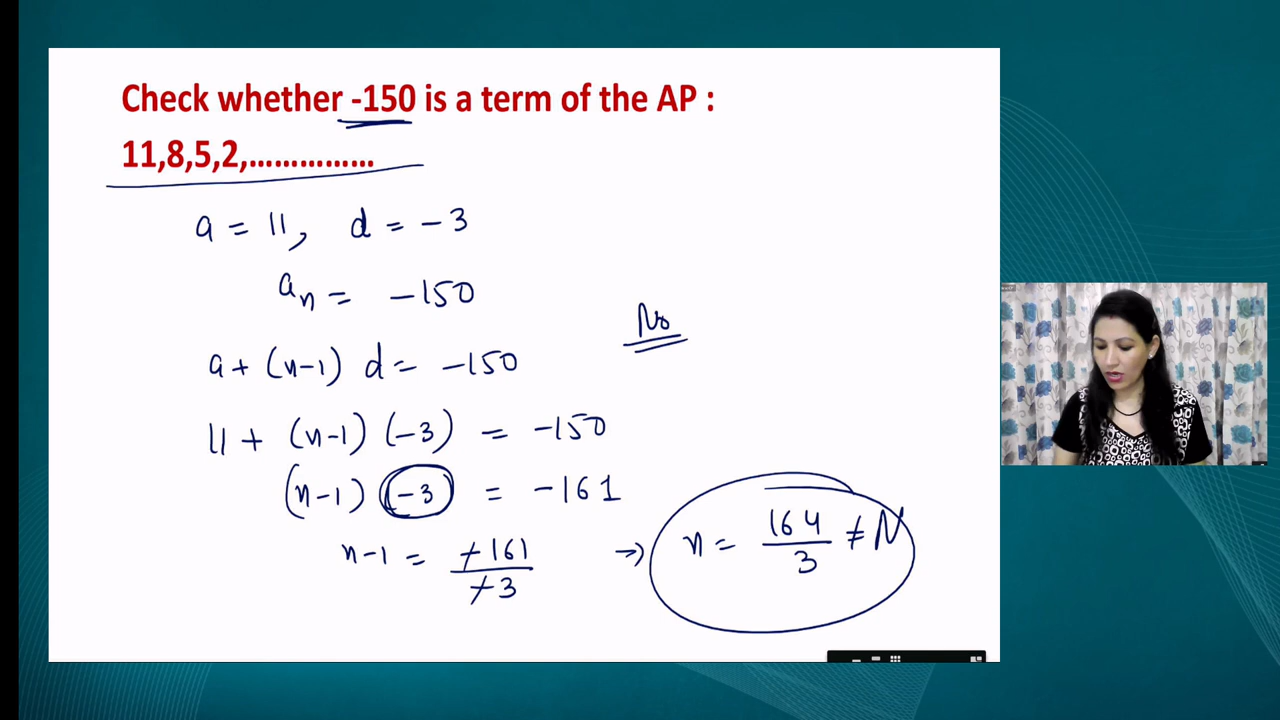 Check whether -150 is a term of the AP :
11,8,5,2,……………
a = 11, d = -3
an = -150
No
a + (n-1) d = -150
11 + (n-1) (-3) = -150
(n-1) (-3) = -161
n-1 = -161/-3
→) n = 164/3 ≠ N